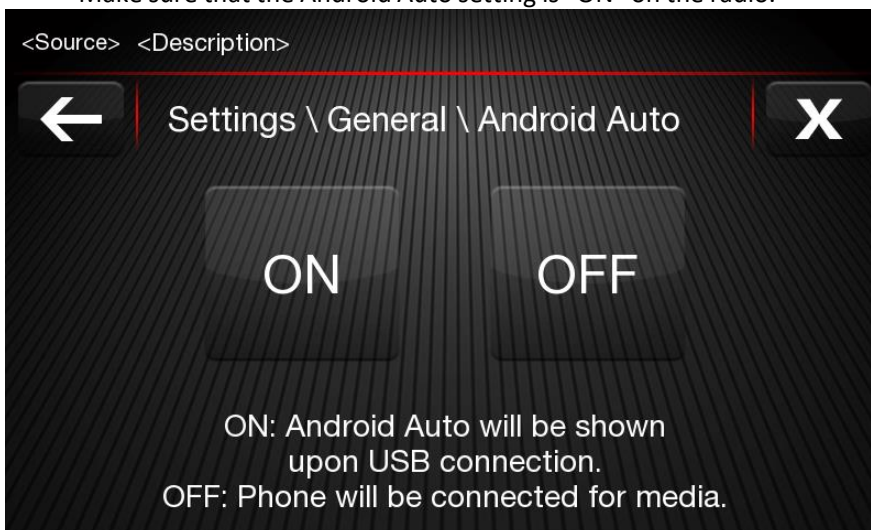 Make sure that the Android Auto setting is "ON" on the radio.
<Source> <Description>
Settings \ General \ Android Auto
X
ON
OFF
ON: Android Auto will be shown
upon USB connection.
OFF: Phone will be connected for media.